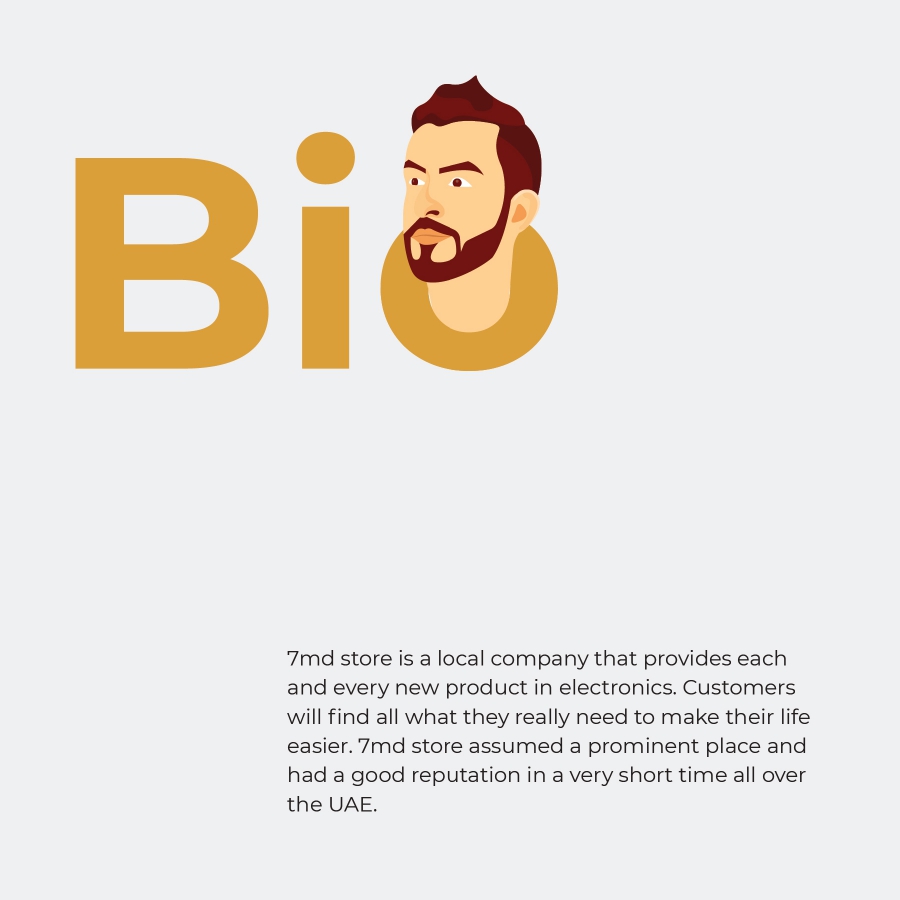 Bio
7md store is a local company that provides each
and every new product in electronics. Customers
will find all what they really need to make their life
easier. 7md store assumed a prominent place and
had a good reputation in a very short time all over
the UAE.